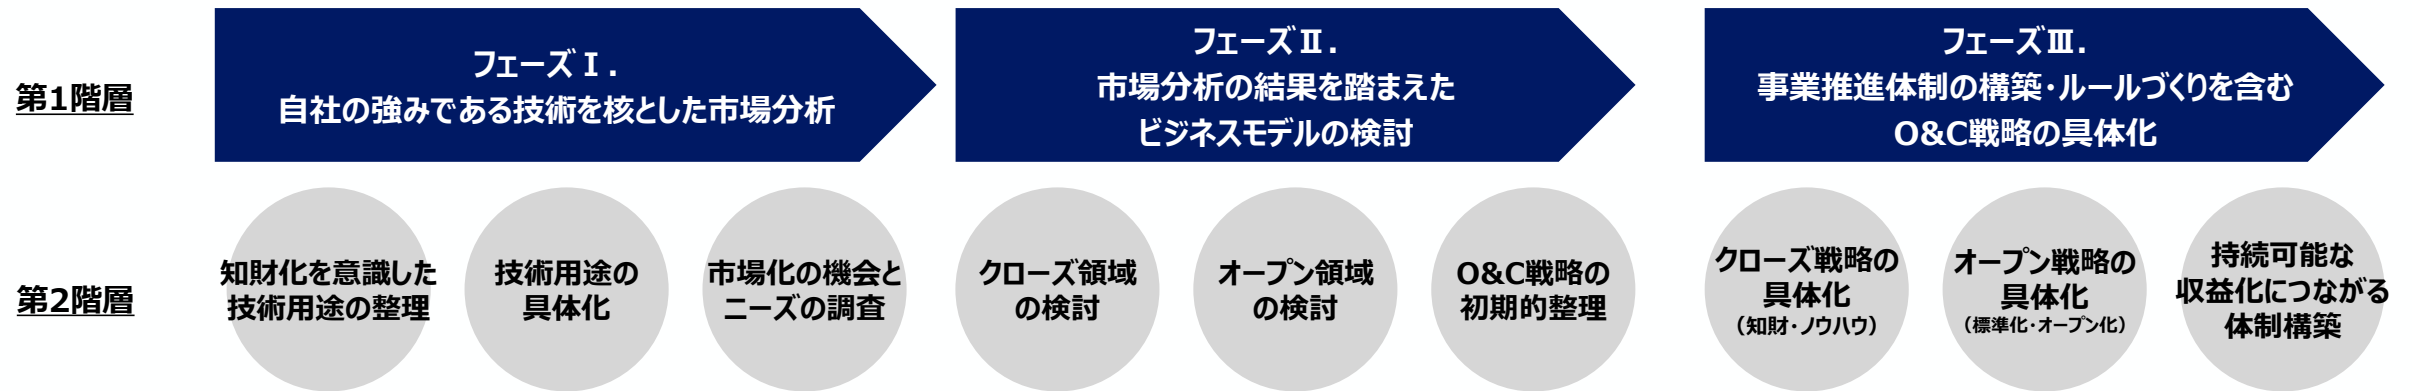 第1階層
フェーズⅠ.
自社の強みである技術を核とした市場分析
フェーズⅡ.
市場分析の結果を踏まえた
ビジネスモデルの検討
フェーズⅢ.
事業推進体制の構築・ルールづくりを含む
O&C戦略の具体化
第2階層
知財化を意識した
技術用途の整理
技術用途の
具体化
市場化の機会と
ニーズの調査
クローズ領域
の検討
オープン領域
の検討
O&C戦略の
初期的整理
クローズ戦略の
具体化
(知財・ノウハウ)
オープン戦略の
具体化
(標準化・オープン化)
持続可能な
収益化につながる
体制構築